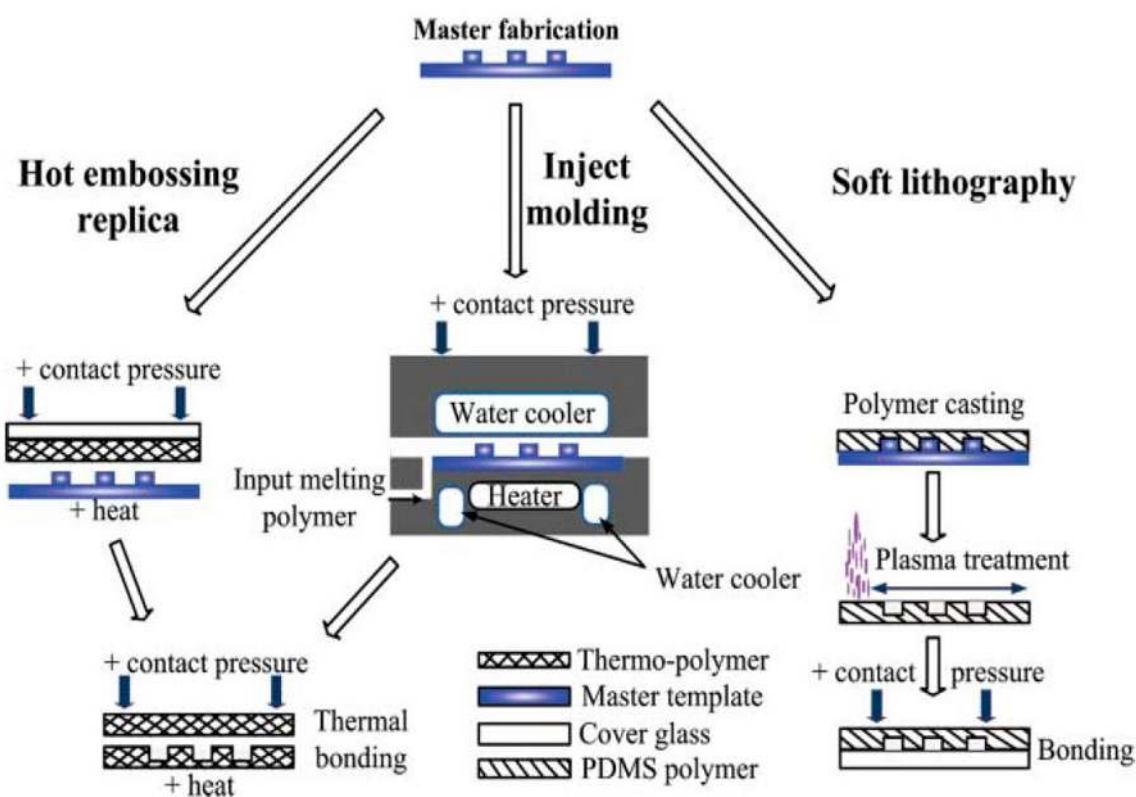 Master fabrication
Hot embossing
replica
Inject
molding
Soft lithography
+ contact pressure
Water cooler
Input melting
polymer
Heater
Water cooler
+ contact pressure
+ heat
Polymer casting
Plasma treatment
+ contact pressure
Bonding
+ contact pressure
Thermal
bonding
+ heat
Thermo-polymer
Master template
Cover glass
PDMS polymer